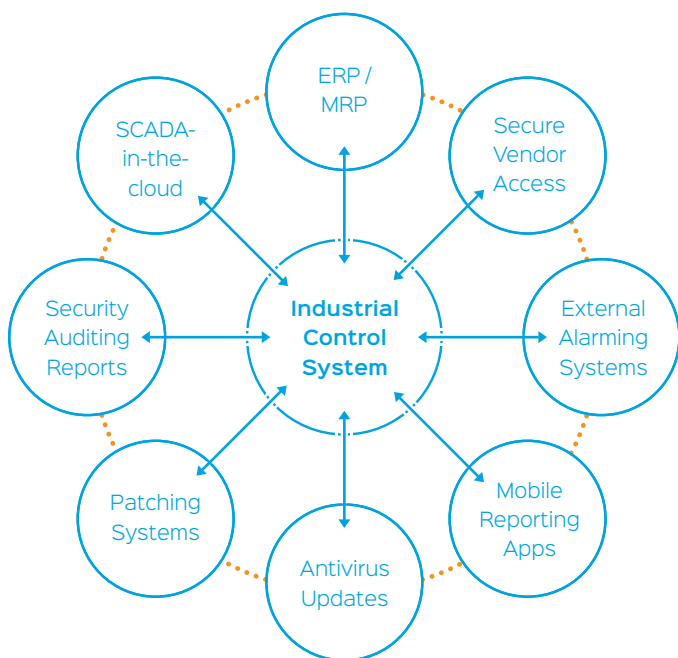 ERP /
MRP
SCADA-
in-the-
cloud
Secure
Vendor
Access
Security
Auditing
Reports
Industrial
Control
System
External
Alarming
Systems
Patching
Systems
Mobile
Reporting
Apps
Antivirus
Updates